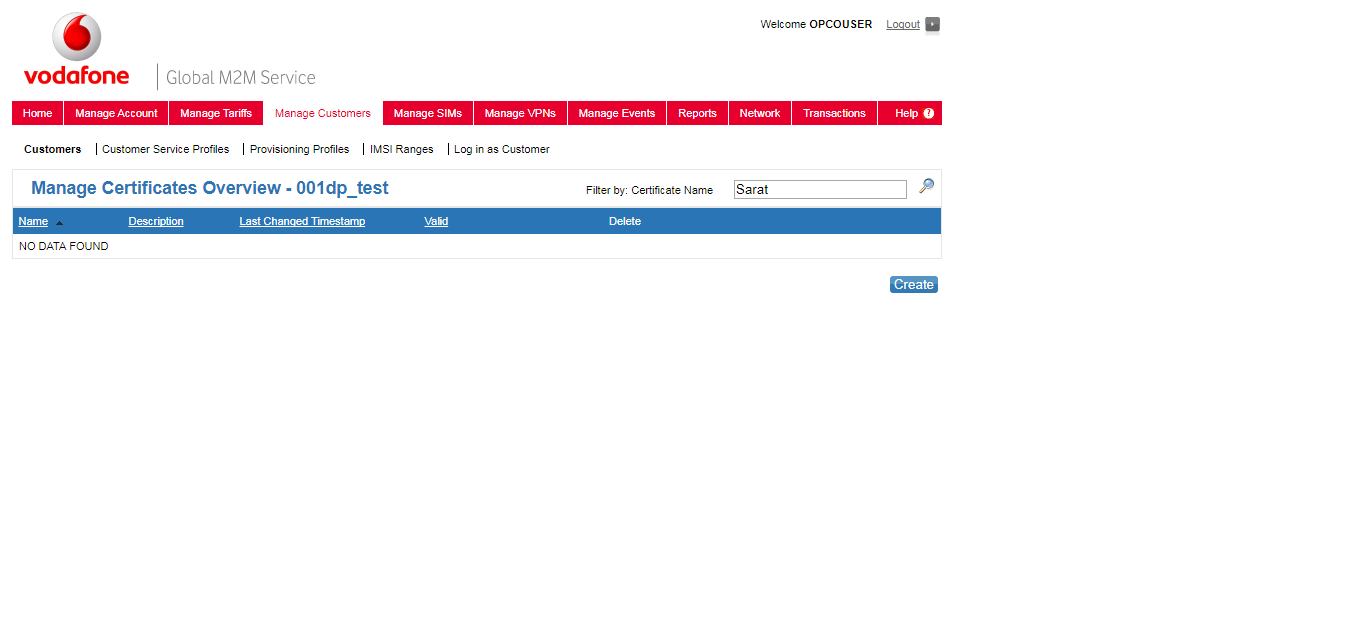 Welcome OPCOUSER Logout
vodafone
Global M2M Service
Home Manage Account Manage Tariffs Manage Customers Manage SIMs Manage VPNs Manage Events Reports Network Transactions Help ?
Customers Customer Service Profiles Provisioning Profiles IMSI Ranges Log in as Customer
Manage Certificates Overview - 001dp_test Filter by: Certificate Name Sarat
Name Description Last Changed Timestamp Valid Delete
NO DATA FOUND
Create